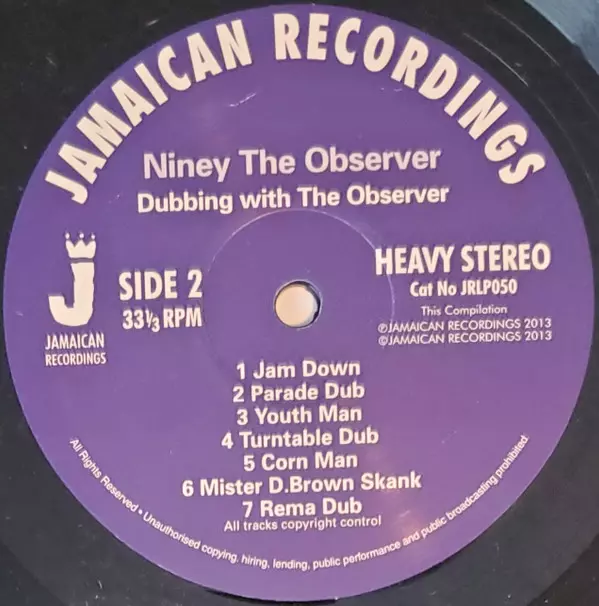 JAMAICAN RECORDINGS
Niney The Observer
Dubbing with The Observer
J
JAMAICAN
RECORDINGS
SIDE 2
33⅓ RPM
HEAVY STEREO
Cat No JRLP050
This Compilation
℗JAMAICAN RECORDINGS 2013
©JAMAICAN RECORDINGS 2013
1 Jam Down
2 Parade Dub
3 Youth Man
4 Turntable Dub
5 Corn Man
6 Mister D.Brown Skank
7 Rema Dub
All tracks copyright control
All Rights Reserved • Unauthorised copying, hiring, lending, public performance and public broadcasting prohibited.